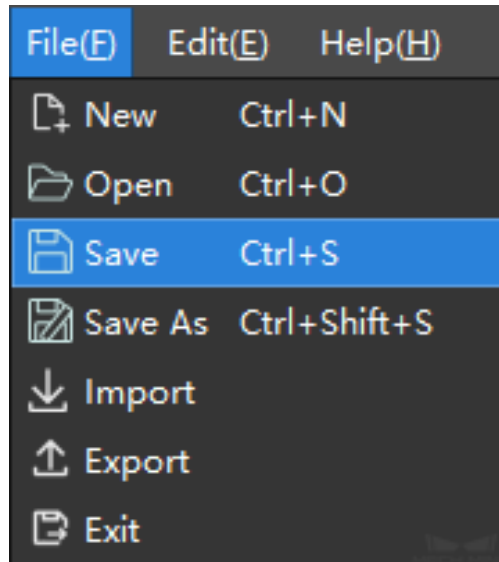 File(F) Edit(E) Help(H)
New Ctrl+N
Open Ctrl+O
Save Ctrl+S
Save As Ctrl+Shift+S
Import
Export
Exit